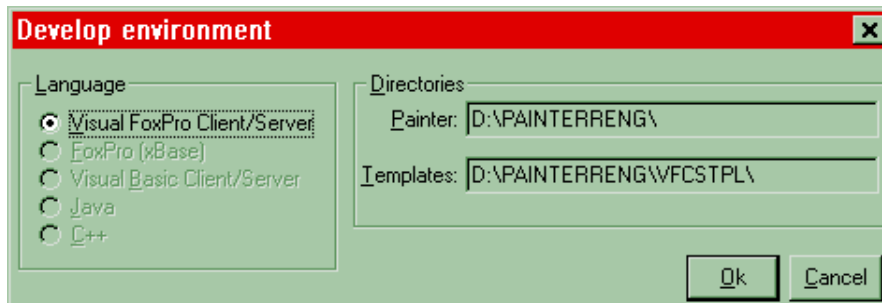 Develop environment
Language
Visual FoxPro Client/Server
FoxPro (xBase)
Visual Basic Client/Server
Java
C++
Directories
Painter: D:\PAINTERRENG\
Templates: D:\PAINTERRENG\VFCSTPL\
Ok Cancel